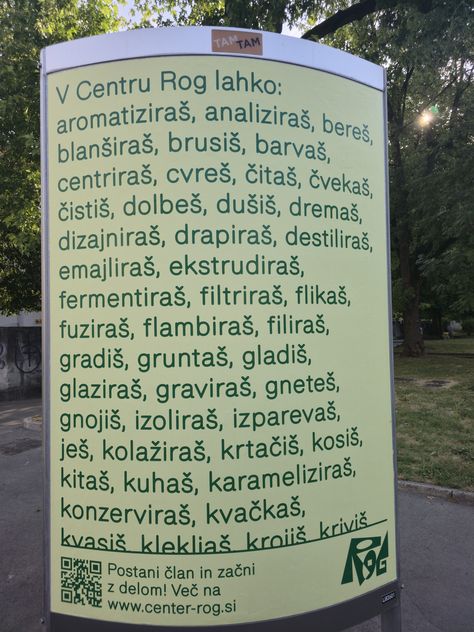 TAM TAM
V Centru Rog lahko:
aromatiziraš, analiziraš, bereš,
blanširaš, brusiš, barvaš,
centriraš, cvreš, čitaš, čvekaš,
čistiš, dolbeš, dušiš, dremaš,
dizajniraš, drapiraš, destiliraš,
emajliraš, ekstrudiraš,
fermentiraš, filtriraš, flikaš,
fuziraš, flambiraš, filiraš,
gradiš, gruntaš, gladiš,
glaziraš, graviraš, gneteš,
gnojiš, izoliraš, izparevaš,
ješ, kolažiraš, krtačiš, kosiš,
kitaš, kuhaš, karameliziraš,
konzerviraš, kvačkaš,
kvasiš, klekljaš, krojiš, kriviš,
Postani član in začni
z delom! Več na
www.center-rog.si
ROG